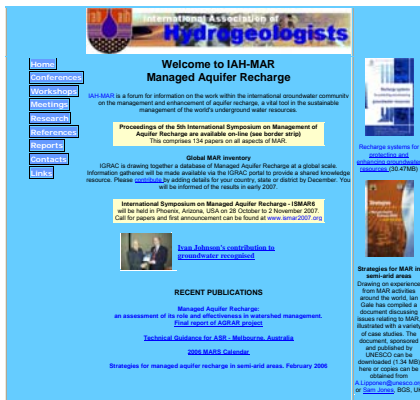 International Association of
Hydrogeologists
Home
Conferences
Workshops
Meetings
Research
References
Reports
Contacts
Links
Welcome to IAH-MAR
Managed Aquifer Recharge
IAH-MAR is a forum for information on the work within the international groundwater community
on the management and enhancement of aquifer recharge, a vital tool in the sustainable
management of the world's underground water resources.
Proceedings of the 5th International Symposium on Management of
Aquifer Recharge are available on-line (see border strip)
This comprises 134 papers on all aspects of MAR.
Global MAR inventory
IGRAC is drawing together a database of Managed Aquifer Recharge at a global scale.
Information gathered will be made available via the IGRAC portal to provide a shared knowledge
resource. Please contribute by adding details for your country, state or district by December. You
will be informed of the results in early 2007.
International Symposium on Managed Aquifer Recharge - ISMAR6
will be held in Phoenix, Arizona, USA on 28 October to 2 November 2007.
Call for papers and first announcement can be found at www.ismar2007.org
Ivan Johnson's contribution to
groundwater recognised
RECENT PUBLICATIONS
Managed Aquifer Recharge:
an assessment of its role and effectiveness in watershed management.
Final report of AGRAR project
Technical Guidance for ASR - Melbourne, Australia
2006 MARS Calendar
Strategies for managed aquifer recharge in semi-arid areas. February 2006
Recharge systems for
protecting and
enhancing groundwater
resources (30.47MB)
Strategies for MAR in
semi-arid areas
Drawing on experience
from MAR activities
around the world, Ian
Gale has compiled a
document discussing
issues relating to MAR,
illustrated with a variety
of case studies. The
document, sponsored
and published by
UNESCO can be
downloaded (1.34 MB)
here or copies can be
obtained from
A.Lipponen@unesco.org
or Sam Jones, BGS, UK